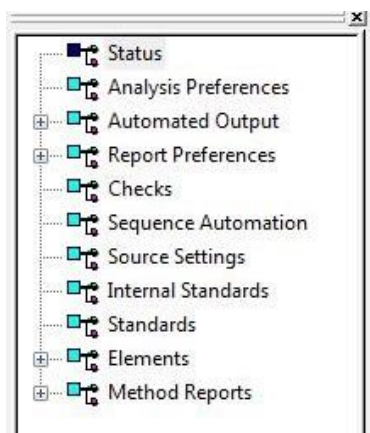 Status
Analysis Preferences
Automated Output
Report Preferences
Checks
Sequence Automation
Source Settings
Internal Standards
Standards
Elements
Method Reports